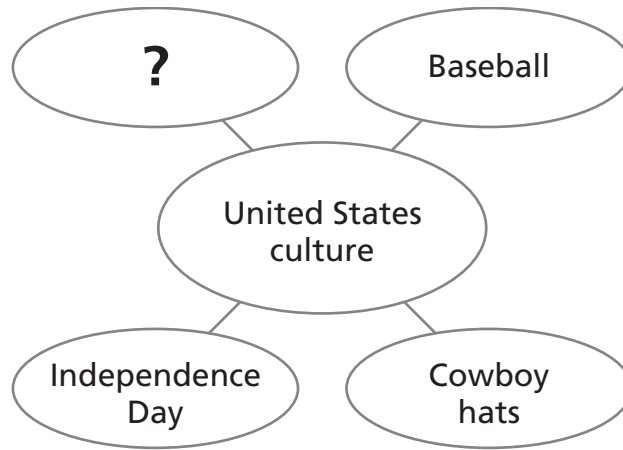 ?
Baseball
United States
culture
Independence
Day
Cowboy
hats